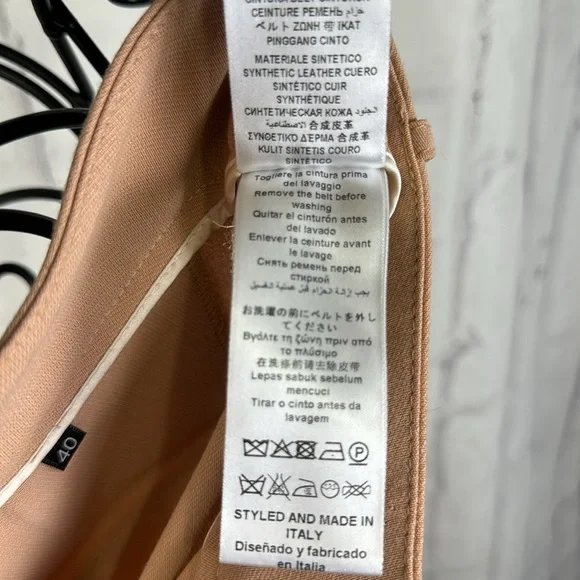 CEINTURE РЕМЕНЬ حزام
ベルト ΖΩΝΗ 带 IKAT
PINGGANG CINTO
MATERIALE SINTETICO
SYNTHETIC LEATHER CUERO
SINTÉTICO CUIR
SYNTHÉTIQUE
СИНТЕТИЧЕСКАЯ КОЖА الجلود
الاصطناعية 合成皮革
ΣΥΝΘΕΤΙΚΟ ΔΕΡΜΑ 合成革
KULIT SINTETIS COURO
SINTÉTICO
Togliere la cintura prima
del lavaggio
Remove the belt before
washing
Quitar el cinturón antes
del lavado
Enlever la ceinture avant
le lavage
Снять ремень перед
стиркой
يجب إزالة الحزام قبل عملية الغسيل
お洗濯の前にベルトを外し
てください
Βγάλτε τη ζώνη πριν από
το πλύσιμο
在洗涤前请去除皮带
Lepas sabuk sebelum
mencuci
Tirar o cinto antes da
lavagem
P
STYLED AND MADE IN
ITALY
Diseñado y fabricado
en Italia
40